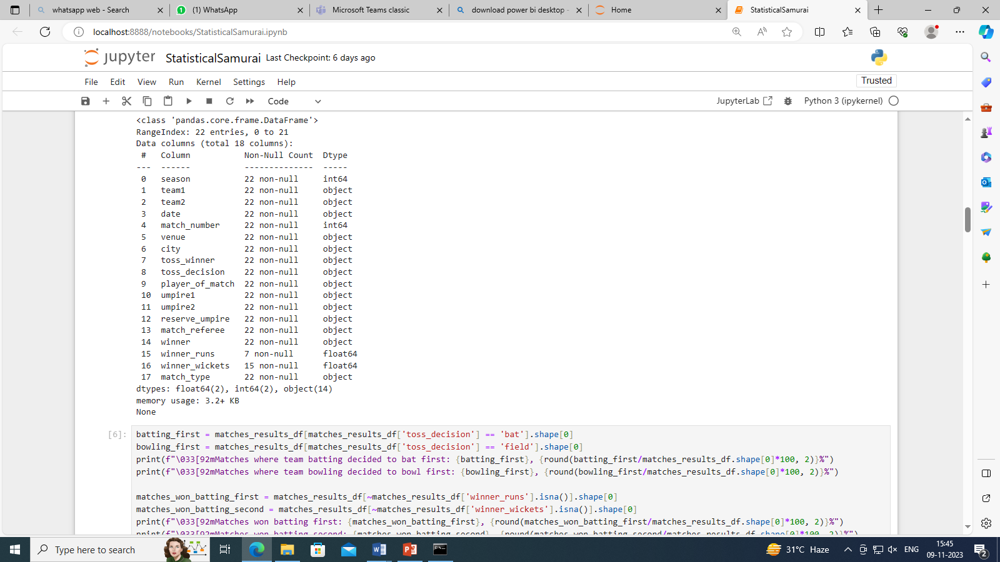 whatsapp web - Search
(1) WhatsApp
Microsoft Teams classic
download power bi desktop -
Home
StatisticalSamurai
localhost:8888/notebooks/StatisticalSamurai.ipynb
jupyter StatisticalSamurai Last Checkpoint: 6 days ago
File Edit View Run Kernel Settings Help
Trusted
Code
JupyterLab
Python 3 (ipykernel)
<class 'pandas.core.frame.DataFrame'>
RangeIndex: 22 entries, 0 to 21
Data columns (total 18 columns):
# Column Non-Null Count Dtype
--- ------ -------------- -----
0 season 22 non-null int64
1 team1 22 non-null object
2 team2 22 non-null object
3 date 22 non-null object
4 match_number 22 non-null int64
5 venue 22 non-null object
6 city 22 non-null object
7 toss_winner 22 non-null object
8 toss_decision 22 non-null object
9 player_of_match 22 non-null object
10 umpire1 22 non-null object
11 umpire2 22 non-null object
12 reserve_umpire 22 non-null object
13 match_referee 22 non-null object
14 winner 22 non-null object
15 winner_runs 7 non-null float64
16 winner_wickets 15 non-null float64
17 match_type 22 non-null object
dtypes: float64(2), int64(2), object(14)
memory usage: 3.2+ KB
None
[6]: batting_first = matches_results_df[matches_results_df['toss_decision'] == 'bat'].shape[0]
bowling_first = matches_results_df[matches_results_df['toss_decision'] == 'field'].shape[0]
print(f"\033[92mMatches where team batting decided to bat first: {batting_first}, {round(batting_first/matches_results_df.shape[0]*100, 2)}%")
print(f"\033[92mMatches where team bowling decided to bowl first: {bowling_first}, {round(bowling_first/matches_results_df.shape[0]*100, 2)}%")
matches_won_batting_first = matches_results_df[~matches_results_df['winner_runs'].isna()].shape[0]
matches_won_batting_second = matches_results_df[~matches_results_df['winner_wickets'].isna()].shape[0]
print(f"\033[92mMatches won batting first: {matches_won_batting_first}, {round(matches_won_batting_first/matches_results_df.shape[0]*100, 2)}%")
print(f"\033[92mMatches won batting second: {matches_won_batting_second}, {round(matches_won_batting_second/matches_results_df.shape[0]*100, 2)}%")
Type here to search
31°C Haze
ENG
15:45
09-11-2023
2